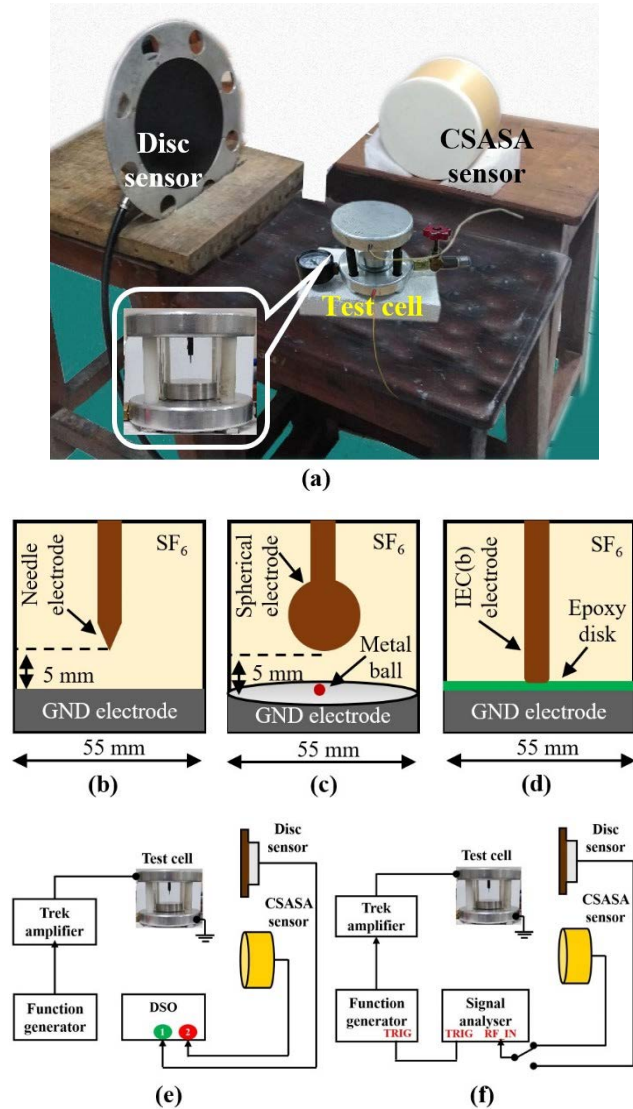 Disc
sensor
CSASA
sensor
Test cell
(a)
Needle
electrode
SF₆
5 mm
GND electrode
55 mm
(b)
Spherical
electrode
SF₆
Metal
ball
5 mm
GND electrode
55 mm
(c)
IEC(b)
electrode
SF₆
Epoxy
disk
GND electrode
55 mm
(d)
Disc
sensor
Test cell
CSASA
sensor
Trek
amplifier
Function
generator
DSO
1 2
(e)
Disc
sensor
Test cell
CSASA
sensor
Trek
amplifier
Function
generator
TRIG
Signal
analyser
TRIG RF_IN
(f)